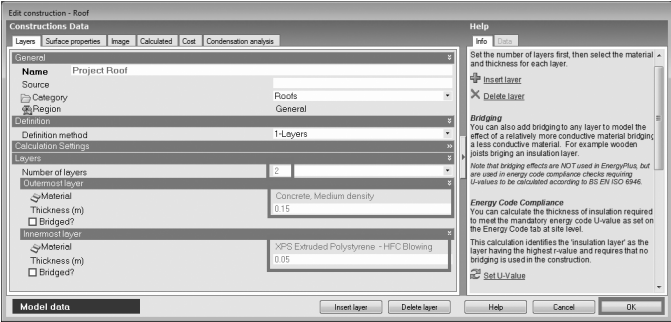 Edit construction - Roof
Constructions Data
Layers Surface properties Image Calculated Cost Condensation analysis
General
Name Project Roof
Source
Category Roofs
Region General
Definition
Definition method 1-Layers
Calculation Settings
Layers
Number of layers 2
Outermost layer
Material Concrete, Medium density
Thickness (m) 0.15
Bridged?
Innermost layer
Material XPS Extruded Polystyrene - HFC Blowing
Thickness (m) 0.05
Bridged?
Model data
Insert layer Delete layer
Help
Info Data
Set the number of layers first, then select the material
and thickness for each layer.
Insert layer
Delete layer
Bridging
You can also add bridging to any layer to model the
effect of a relatively more conductive material bridging
a less conductive material. For example wooden
joists briging an insulation layer.
Note that bridging effects are NOT used in EnergyPlus, but
are used in energy code compliance checks requiring
U-values to be calculated according to BS EN ISO 6946.
Energy Code Compliance
You can calculate the thickness of insulation required
to meet the mandatory energy code U-value as set on
the Energy Code tab at site level.
This calculation identifies the 'insulation layer' as the
layer having the highest r-value and requires that no
bridging is used in the construction.
Set U-Value
Help Cancel OK